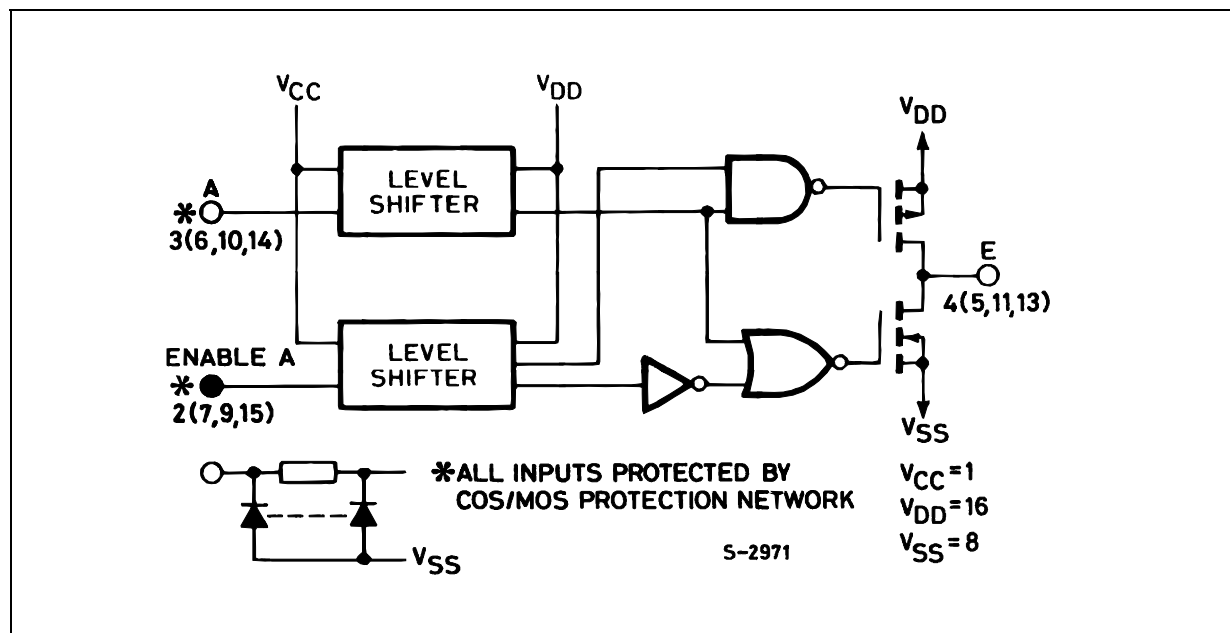 VCC
VDD
VDD
LEVEL
SHIFTER
A
*
3(6,10,14)
E
4(5,11,13)
ENABLE A
*
2(7,9,15)
LEVEL
SHIFTER
VSS
*ALL INPUTS PROTECTED BY
COS/MOS PROTECTION NETWORK
VSS
S-2971
VCC=1
VDD=16
VSS=8